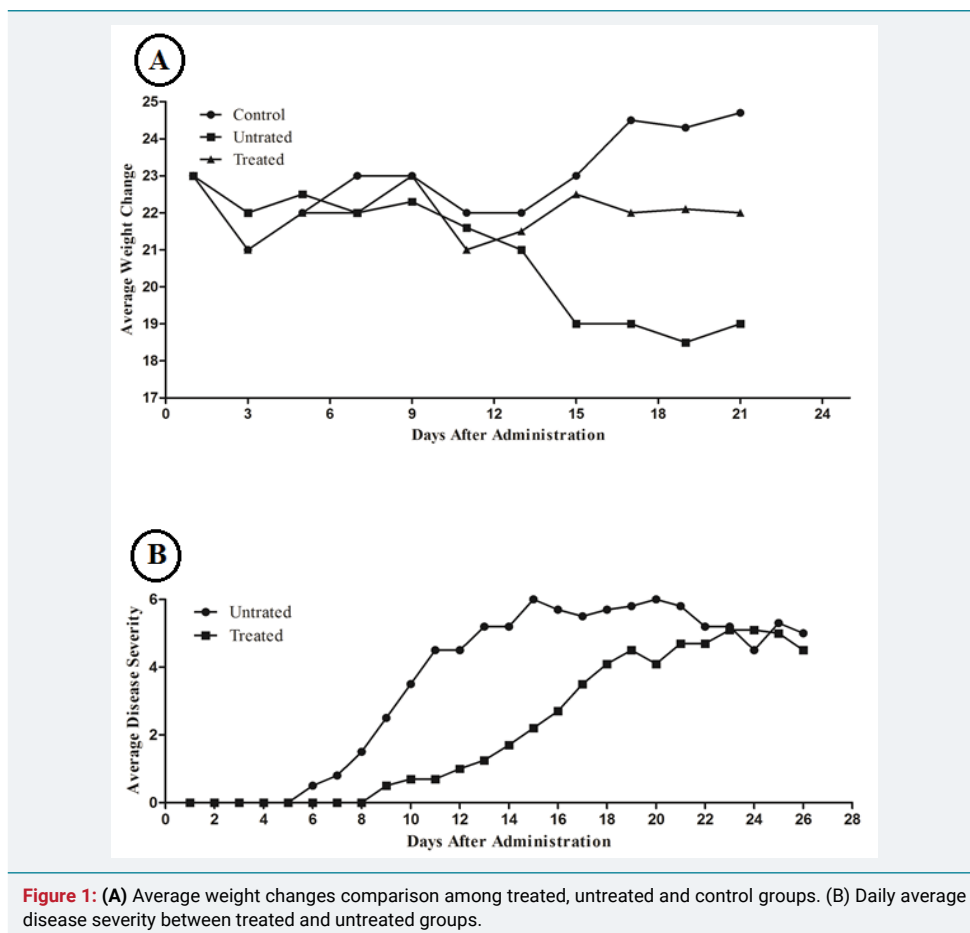 A
25
24
23
22
21
20
19
18
17
Average Weight Change
Control
Untrated
Treated
0 3 6 9 12 15 18 21 24
Days After Administration
B
6
4
2
0
Average Disease Severity
Untrated
Treated
0 2 4 6 8 10 12 14 16 18 20 22 24 26 28
Days After Administration
Figure 1: (A) Average weight changes comparison among treated, untreated and control groups. (B) Daily average
disease severity between treated and untreated groups.